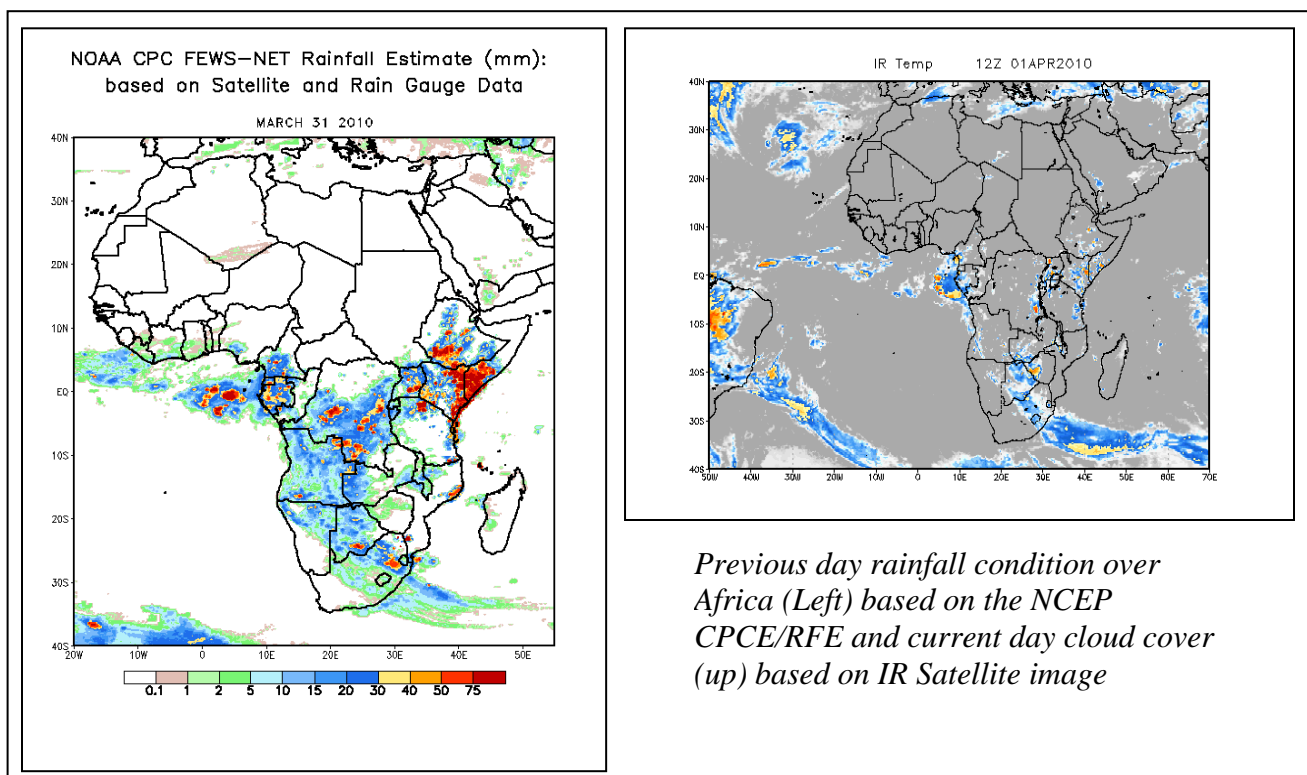 NOAA CPC FEWS-NET Rainfall Estimate (mm):
based on Satellite and Rain Gauge Data
MARCH 31 2010
40N
30N
20N
10N
EQ
10S
20S
30S
40S
20W 10W 0 10E 20E 30E 40E 50E
0.1 1 2 5 10 15 20 30 40 50 75
IR Temp 12Z 01APR2010
40N
30N
20N
10N
EQ
10S
20S
30S
40S
50W 40W 30W 20W 10W 0 10E 20E 30E 40E 50E 60E 70E
Previous day rainfall condition over
Africa (Left) based on the NCEP
CPCE/RFE and current day cloud cover
(up) based on IR Satellite image